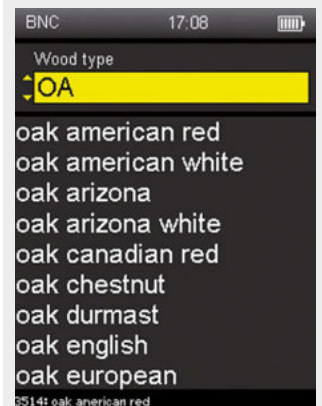 BNC 17:08
Wood type
OA
oak american red
oak american white
oak arizona
oak arizona white
oak canadian red
oak chestnut
oak durmast
oak english
oak european
3514: oak american red